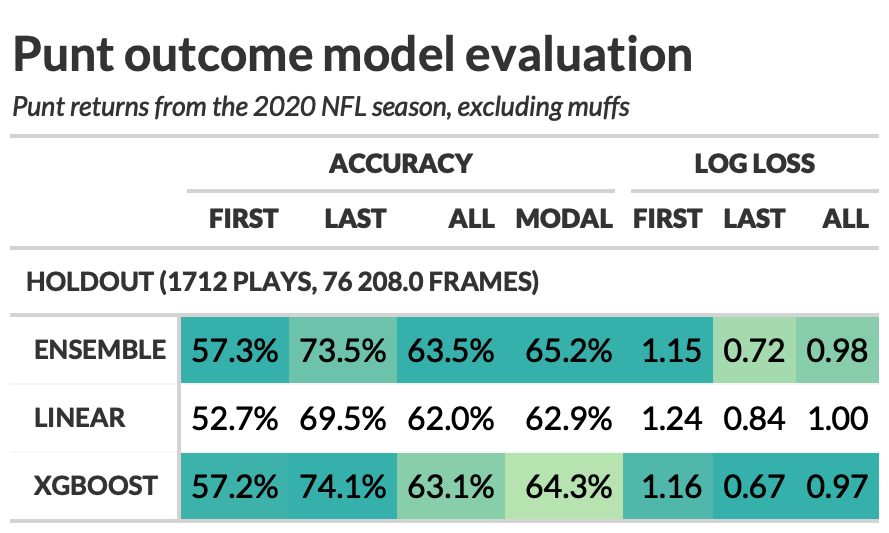 Punt outcome model evaluation
Punt returns from the 2020 NFL season, excluding muffs
ACCURACY LOG LOSS
FIRST LAST ALL MODAL FIRST LAST ALL
HOLDOUT (1712 PLAYS, 76 208.0 FRAMES)
ENSEMBLE 57.3% 73.5% 63.5% 65.2% 1.15 0.72 0.98
LINEAR 52.7% 69.5% 62.0% 62.9% 1.24 0.84 1.00
XGBOOST 57.2% 74.1% 63.1% 64.3% 1.16 0.67 0.97